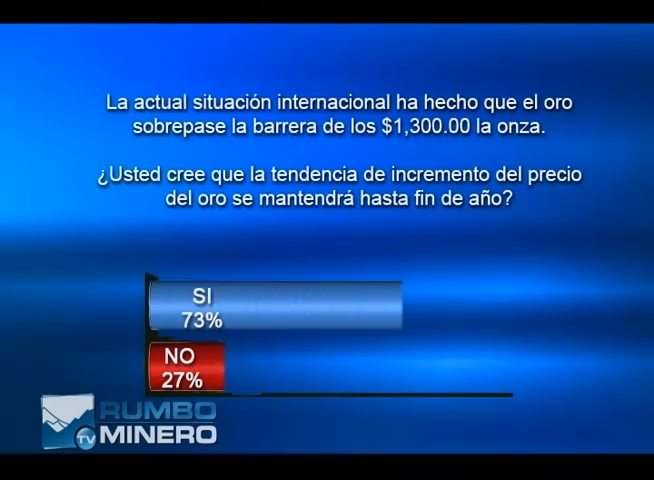 La actual situación internacional ha hecho que el oro
sobrepase la barrera de los $1,300.00 la onza.
¿Usted cree que la tendencia de incremento del precio
del oro se mantendrá hasta fin de año?
SI
73%
NO
27%
RUMBO
TV MINERO